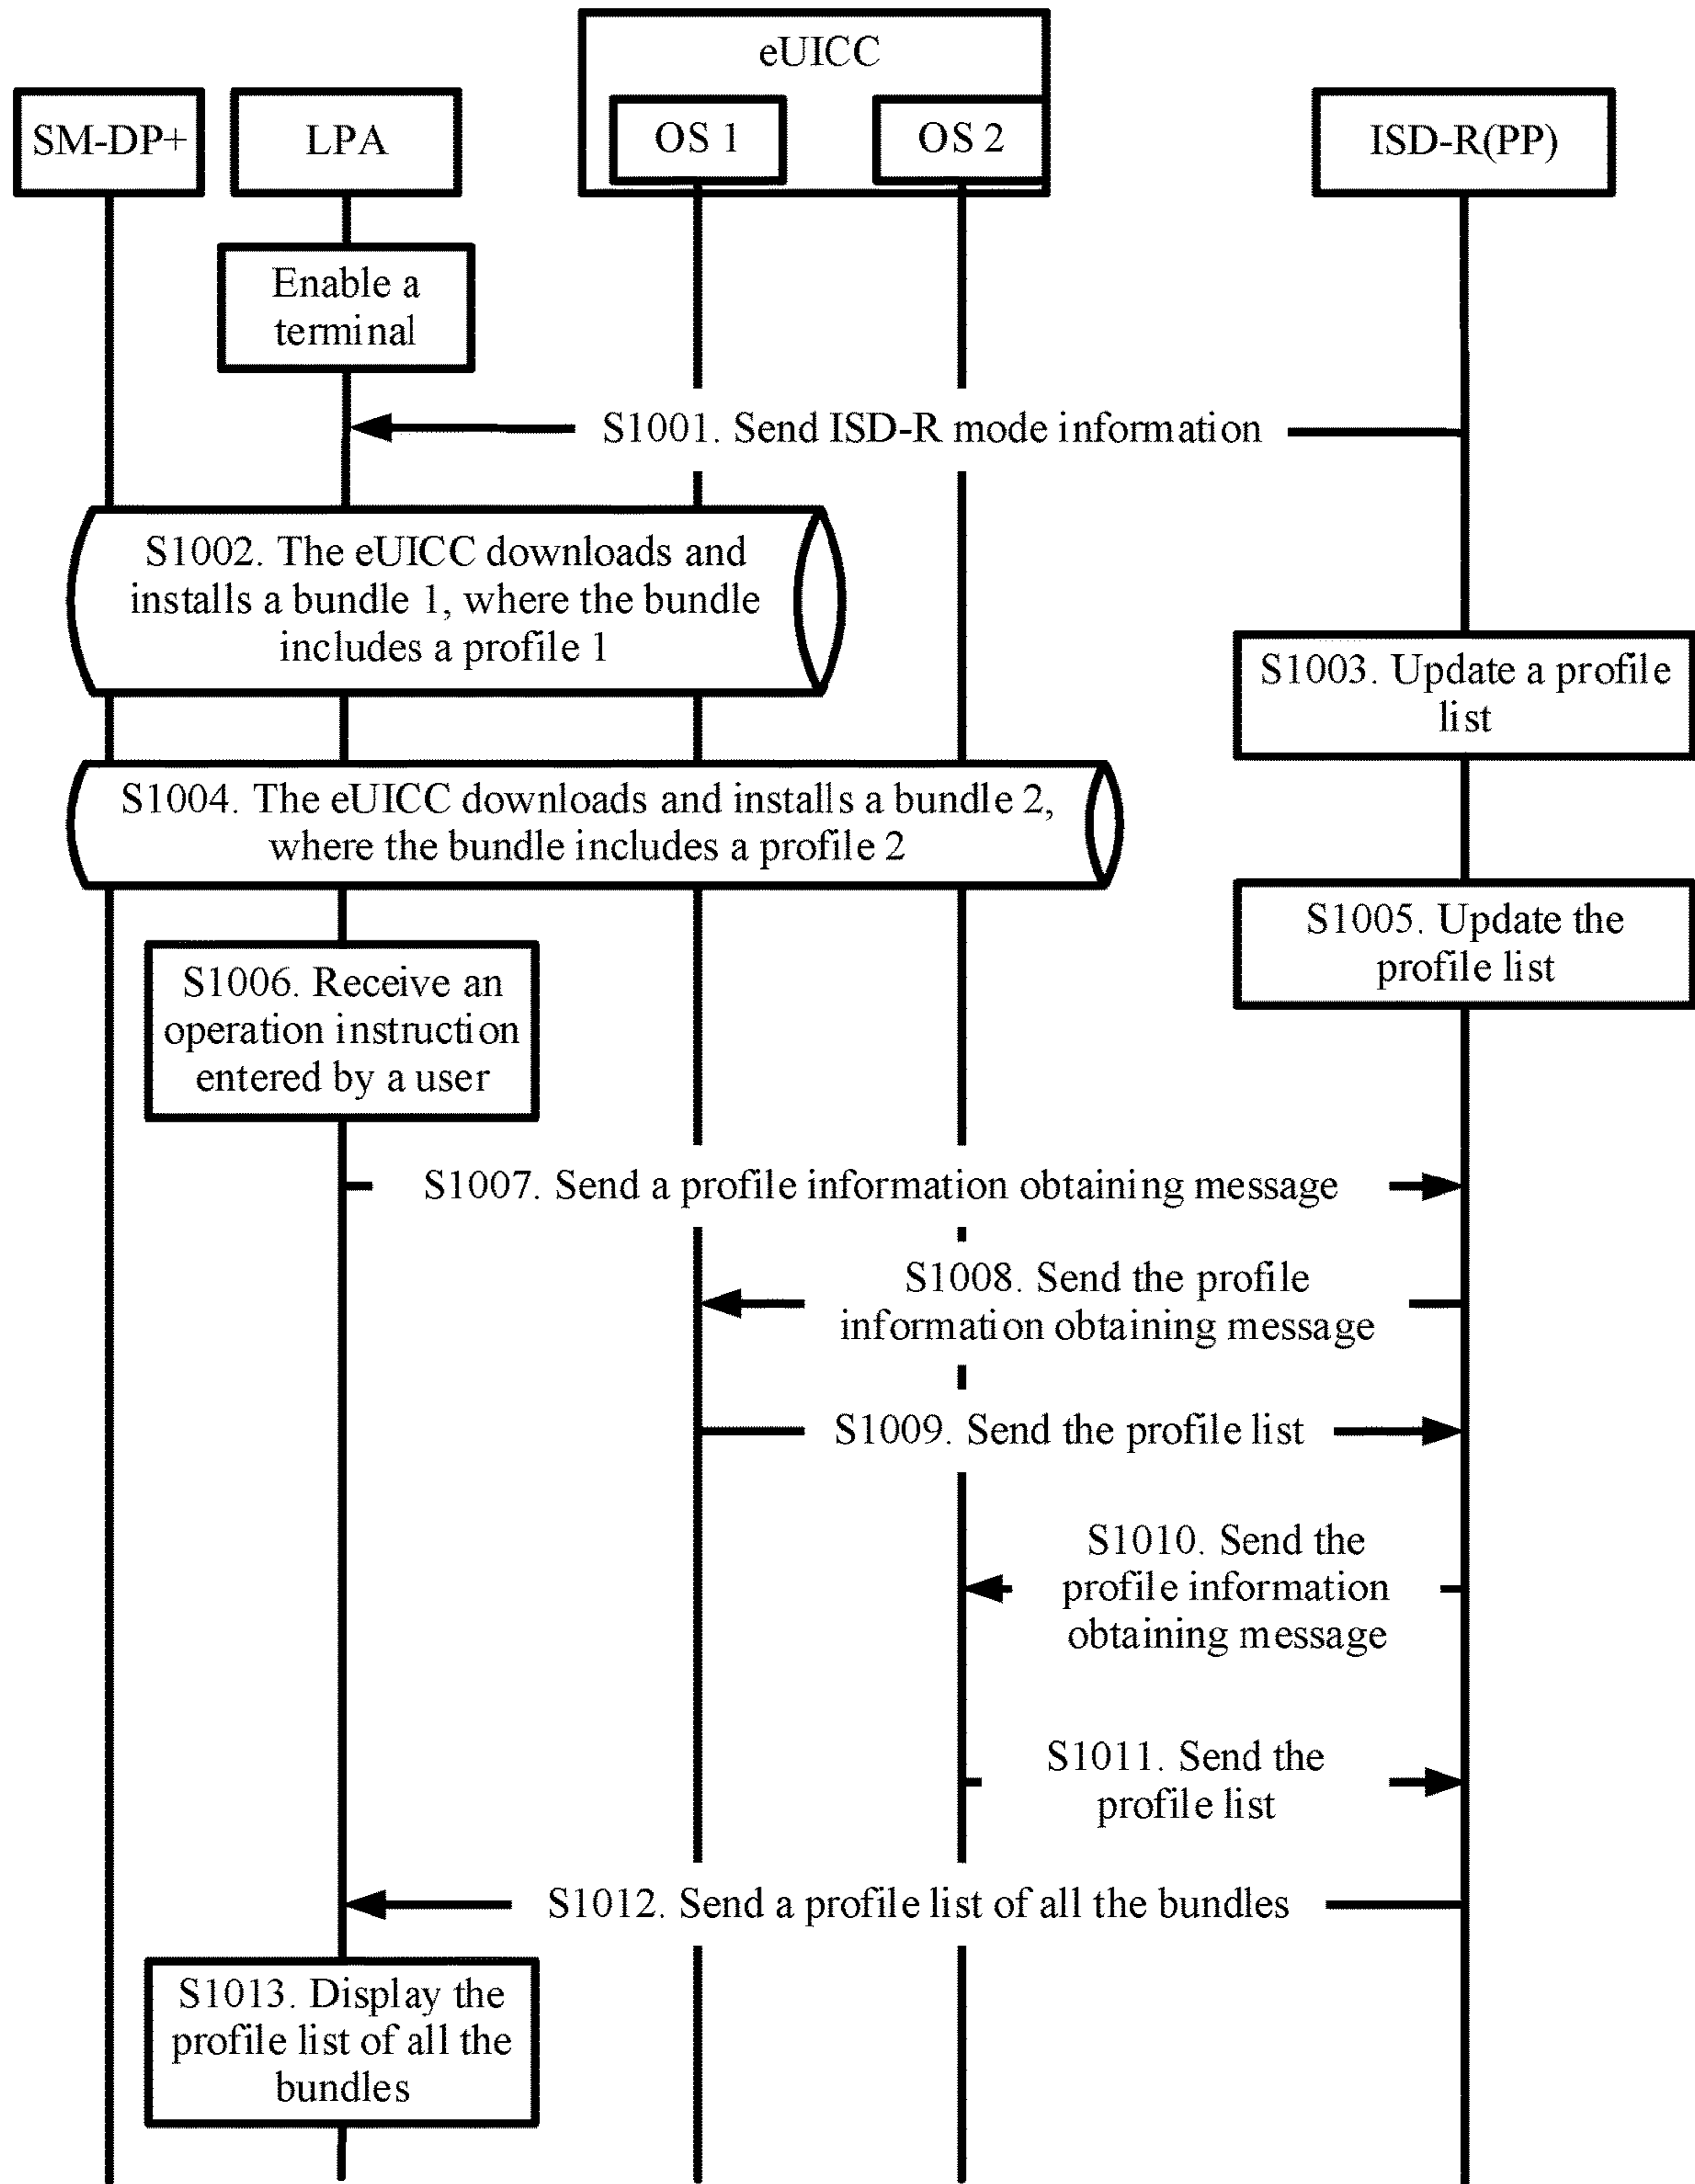 eUICC
SM-DP+
LPA
OS 1
OS 2
ISD-R(PP)
Enable a
terminal
S1001. Send ISD-R mode information
S1002. The eUICC downloads and
installs a bundle 1, where the bundle
includes a profile 1
S1003. Update a profile
list
S1004. The eUICC downloads and installs a bundle 2,
where the bundle includes a profile 2
S1005. Update the
profile list
S1006. Receive an
operation instruction
entered by a user
S1007. Send a profile information obtaining message
S1008. Send the profile
information obtaining message
S1009. Send the profile list
S1010. Send the
profile information
obtaining message
S1011. Send the
profile list
S1012. Send a profile list of all the bundles
S1013. Display the
profile list of all the
bundles